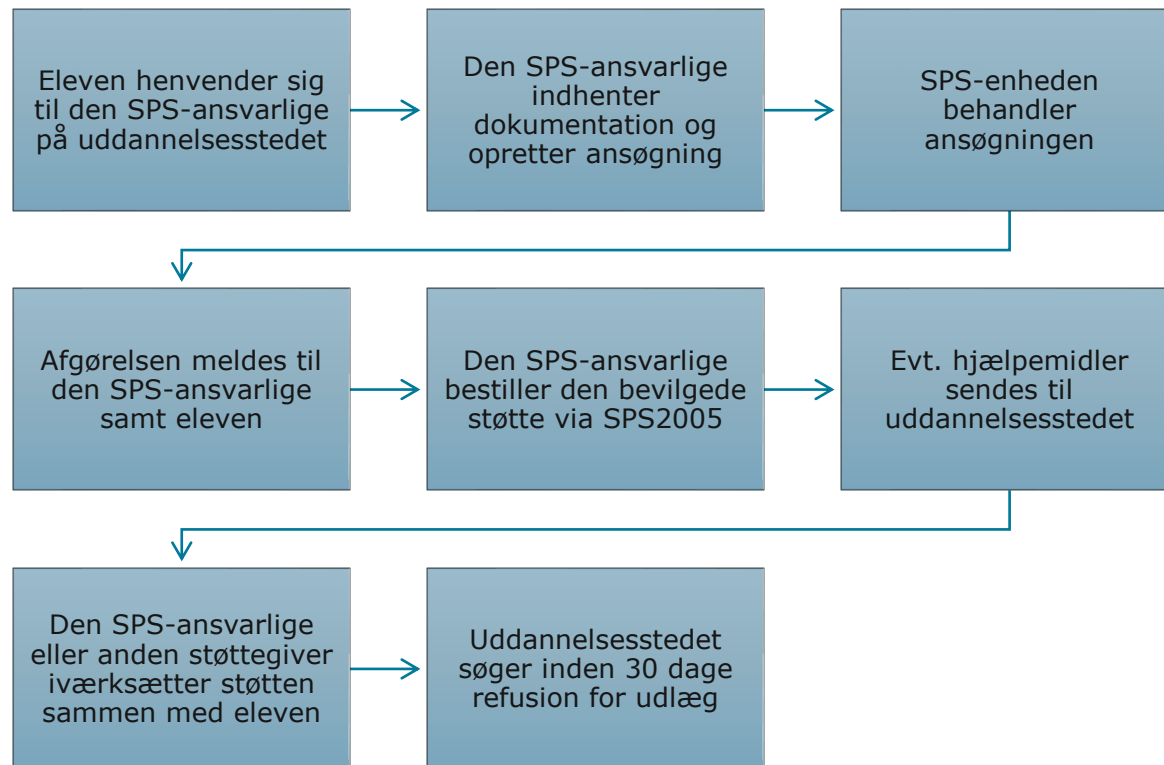 Eleven henvender sig
til den SPS-ansvarlige
på uddannelsesstedet
Den SPS-ansvarlige
indhenter
dokumentation og
opretter ansøgning
SPS-enheden
behandler
ansøgningen
Afgørelsen meldes til
den SPS-ansvarlige
samt eleven
Den SPS-ansvarlige
bestiller den bevilgede
støtte via SPS2005
Evt. hjælpemidler
sendes til
uddannelsesstedet
Den SPS-ansvarlige
eller anden støttegiver
iværksætter støtten
sammen med eleven
Uddannelsesstedet
søger inden 30 dage
refusion for udlæg